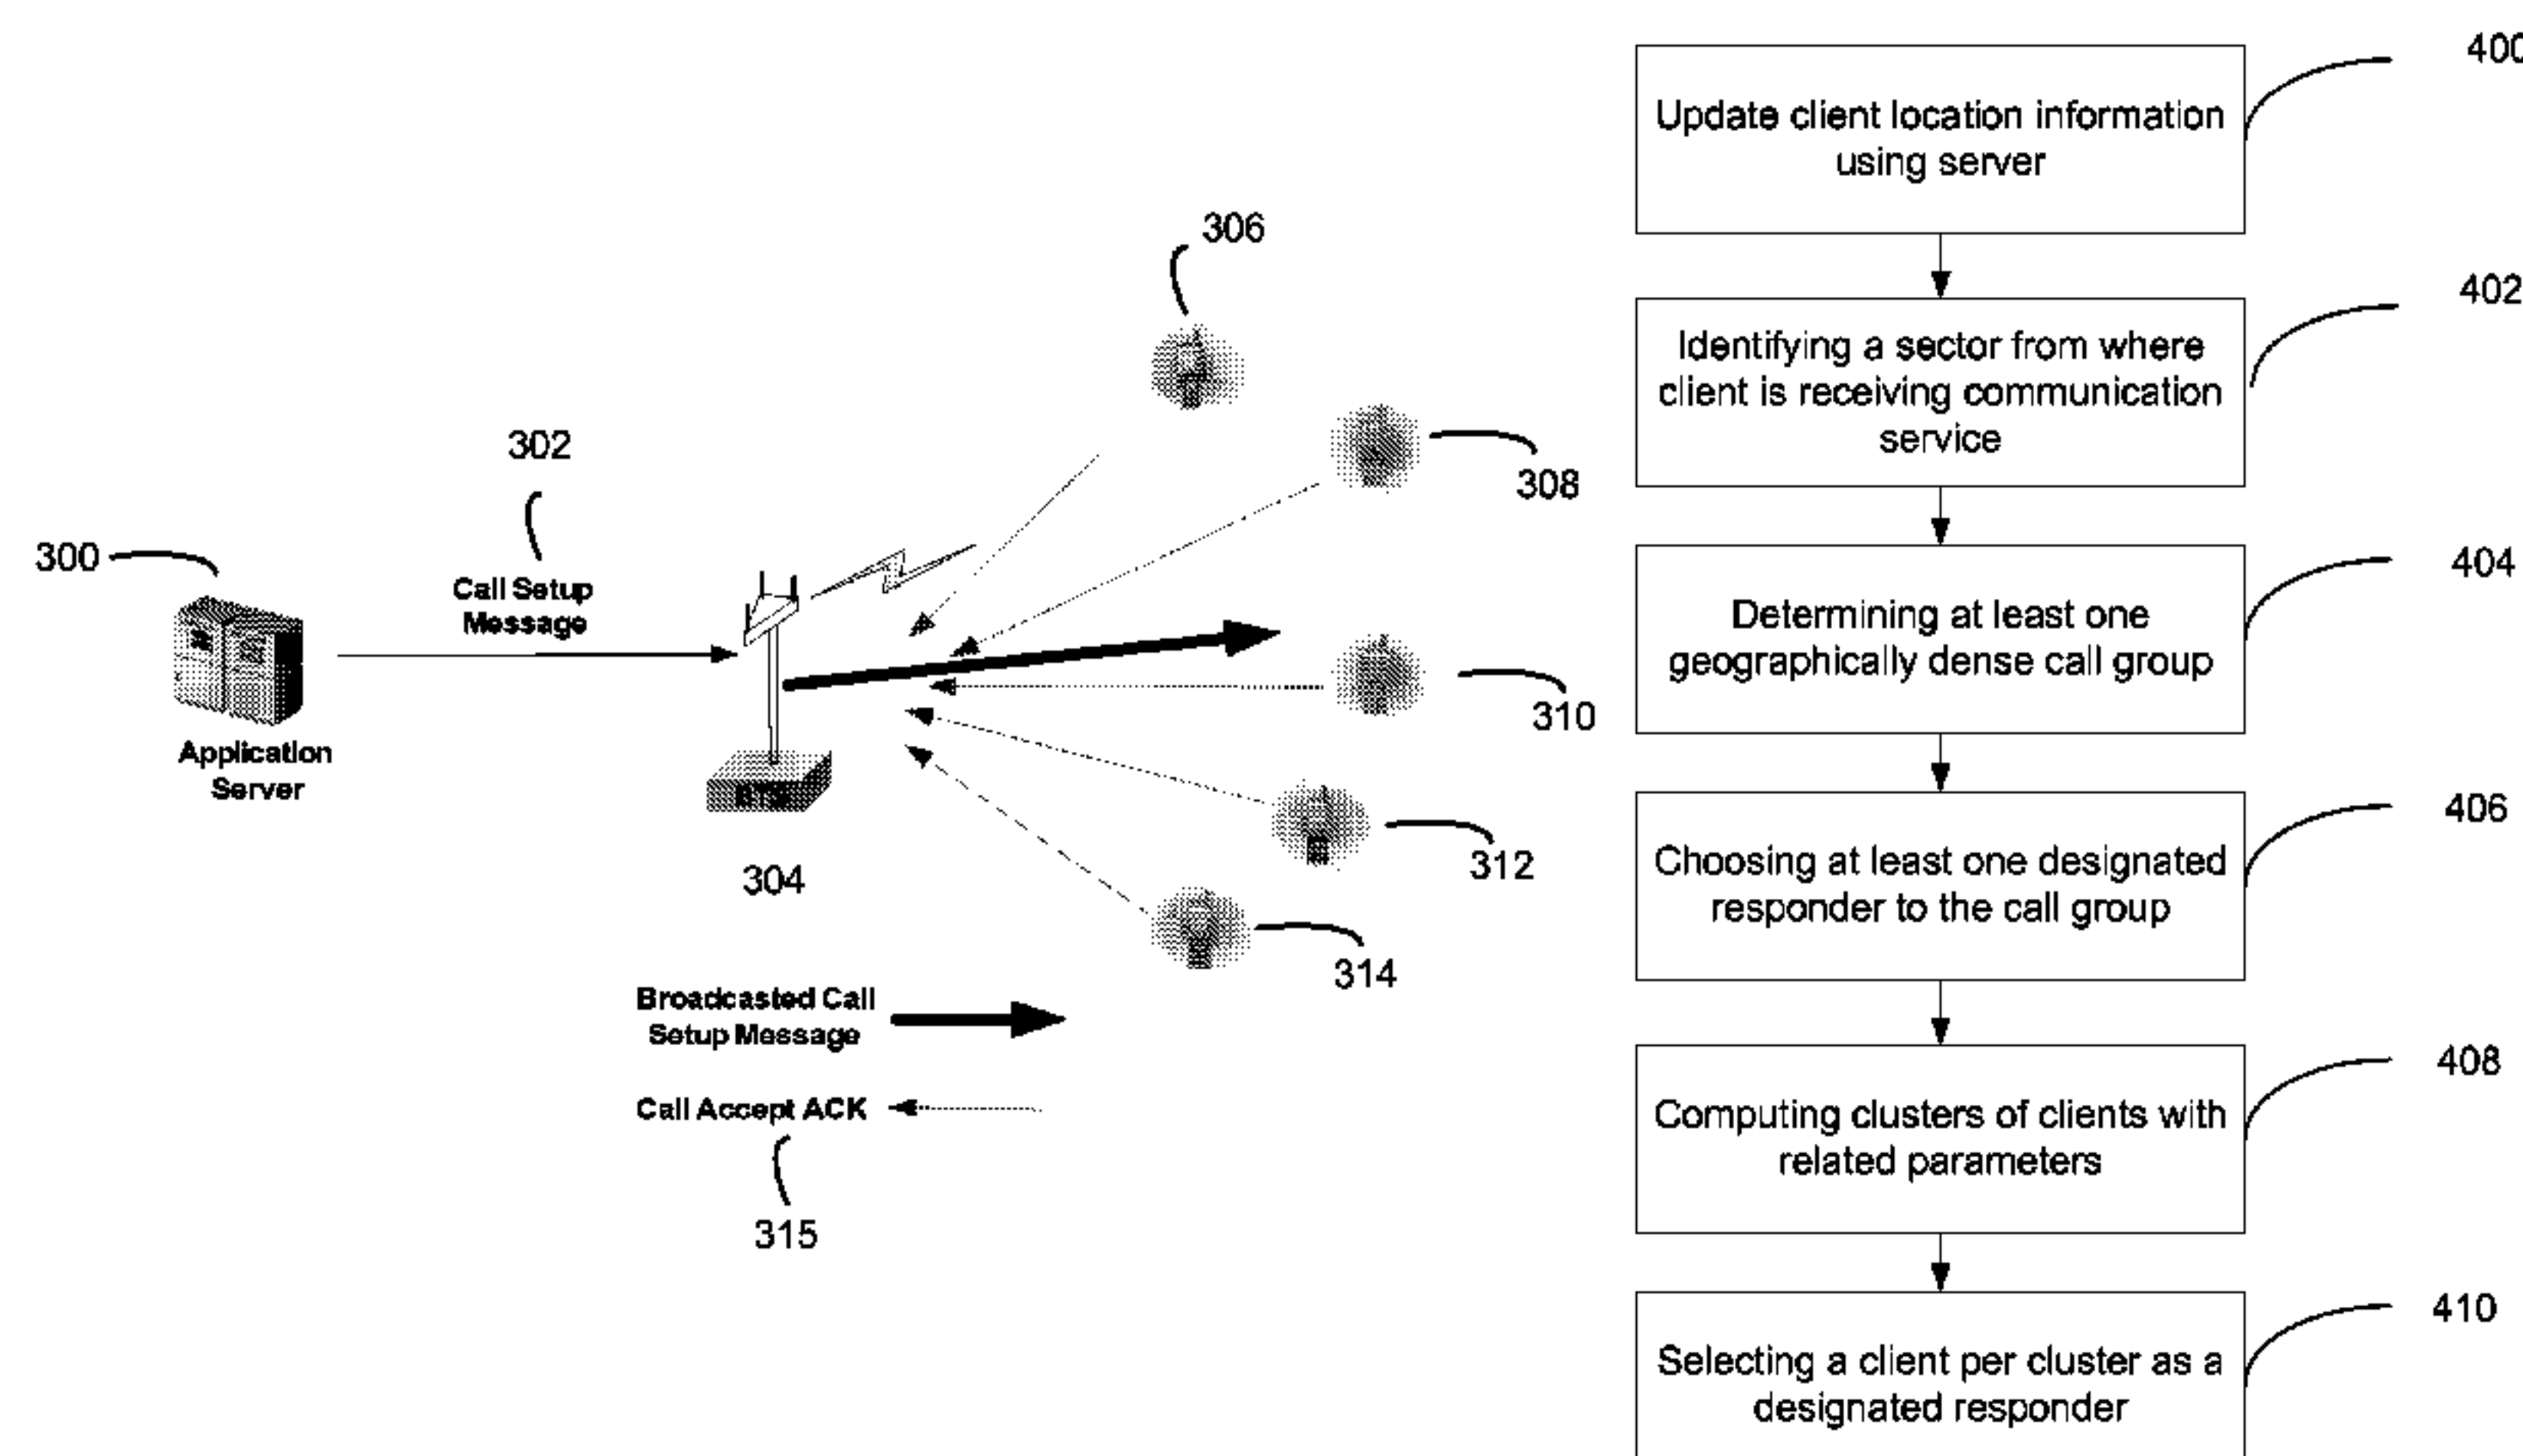 306
302
308
300
Call Setup
Message
310
Application
Server
BTS
304
312
314
Broadcasted Call
Setup Message
Call Accept ACK
315
400
Update client location information
using server
402
Identifying a sector from where
client is receiving communication
service
404
Determining at least one
geographically dense call group
406
Choosing at least one designated
responder to the call group
408
Computing clusters of clients with
related parameters
410
Selecting a client per cluster as a
designated responder